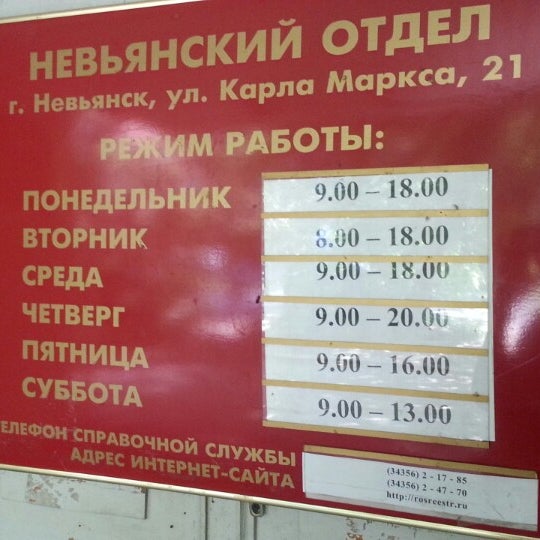 НЕВЬЯНСКИЙ ОТДЕЛ
г. Невьянск, ул. Карла Маркса, 21
РЕЖИМ РАБОТЫ:
ПОНЕДЕЛЬНИК 9.00 – 18.00
ВТОРНИК 8.00 – 18.00
СРЕДА 9.00 – 18.00
ЧЕТВЕРГ 9.00 – 20.00
ПЯТНИЦА 9.00 – 16.00
СУББОТА 9.00 – 13.00
ТЕЛЕФОН СПРАВОЧНОЙ СЛУЖБЫ (34356) 2 - 17 - 85
(34356) 2 - 47 - 70
АДРЕС ИНТЕРНЕТ-САЙТА http://rosreestr.ru